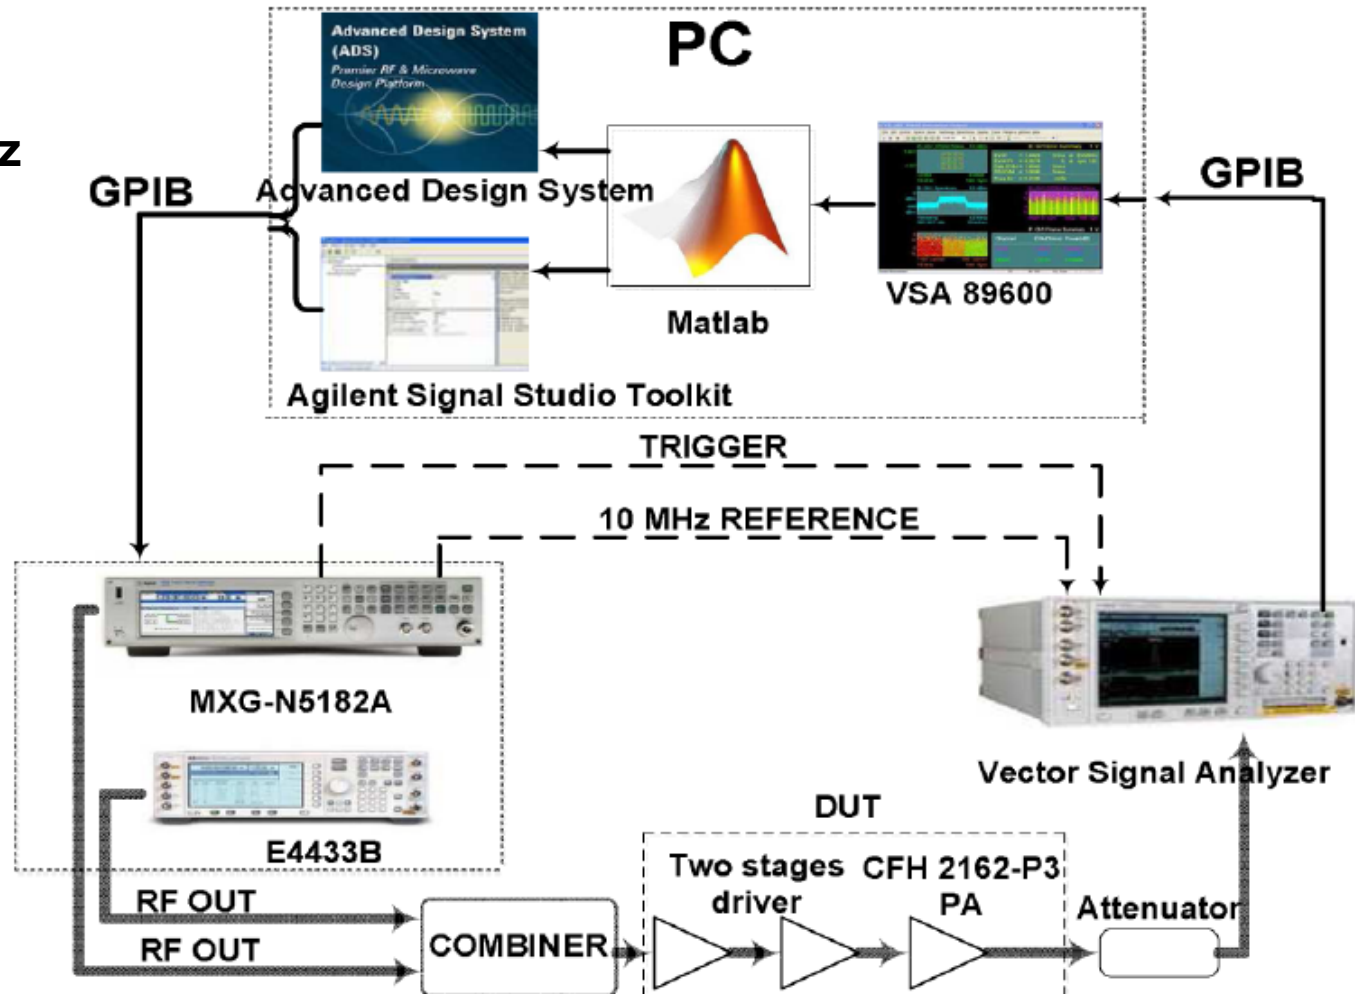 Advanced Design System
(ADS)
Premier RF & Microwave
Design Platform
PC
z
GPIB
Advanced Design System
GPIB
VSA 89600
Matlab
Agilent Signal Studio Toolkit
TRIGGER
10 MHz REFERENCE
MXG-N5182A
Vector Signal Analyzer
E4433B
DUT
Two stages
driver
CFH 2162-P3
PA
Attenuator
RF OUT
RF OUT
COMBINER